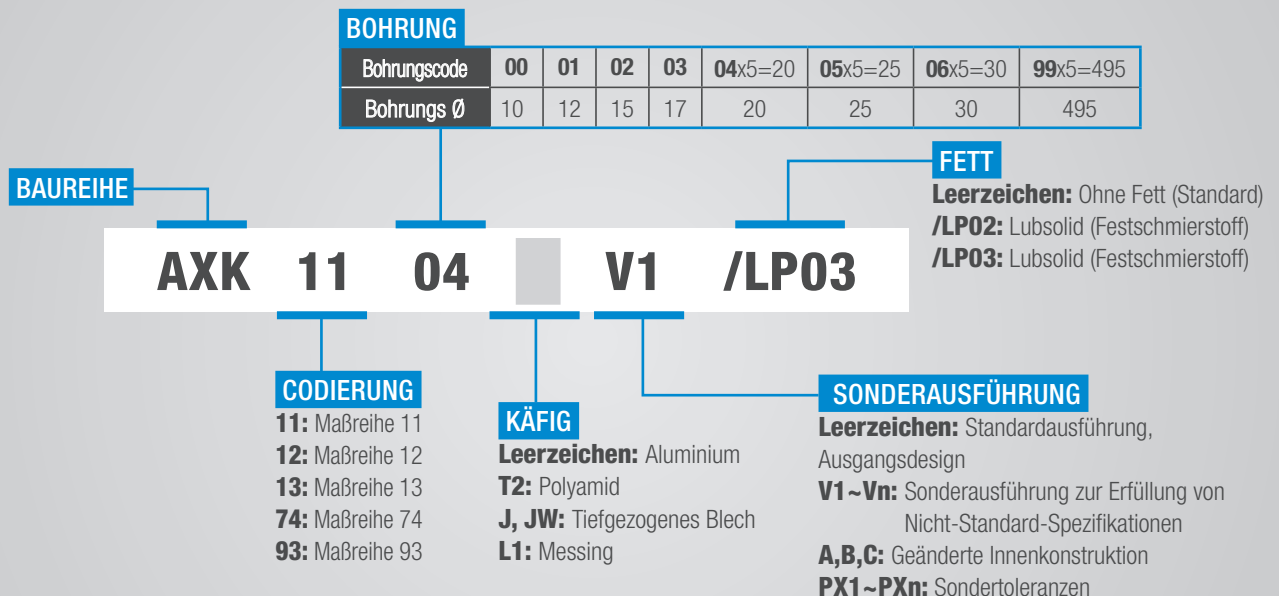 BOHRUNG
Bohrungscode 00 01 02 03 04x5=20 05x5=25 06x5=30 99x5=495
Bohrungs Ø 10 12 15 17 20 25 30 495
BAUREIHE
FETT
Leerzeichen: Ohne Fett (Standard)
/LP02: Lubsolid (Festschmierstoff)
/LP03: Lubsolid (Festschmierstoff)
AXK 11 04 V1 /LP03
CODIERUNG
11: Maßreihe 11
12: Maßreihe 12
13: Maßreihe 13
74: Maßreihe 74
93: Maßreihe 93
KÄFIG
Leerzeichen: Aluminium
T2: Polyamid
J, JW: Tiefgezogenes Blech
L1: Messing
SONDERAUSFÜHRUNG
Leerzeichen: Standardausführung,
Ausgangsdesign
V1~Vn: Sonderausführung zur Erfüllung von
Nicht-Standard-Spezifikationen
A,B,C: Geänderte Innenkonstruktion
PX1~PXn: Sondertoleranzen